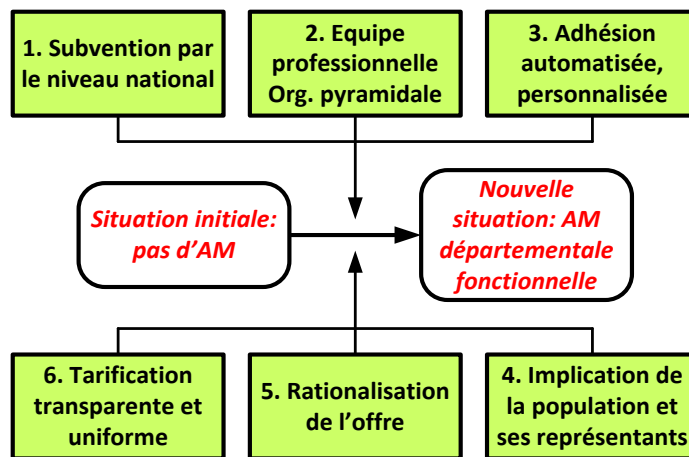 1. Subvention par
le niveau national
2. Equipe
professionnelle
Org. pyramidale
3. Adhésion
automatisée,
personnalisée
Situation initiale:
pas d'AM
Nouvelle
situation: AM
départementale
fonctionnelle
6. Tarification
transparente et
uniforme
5. Rationalisation
de l'offre
4. Implication de
la population et
ses représentants